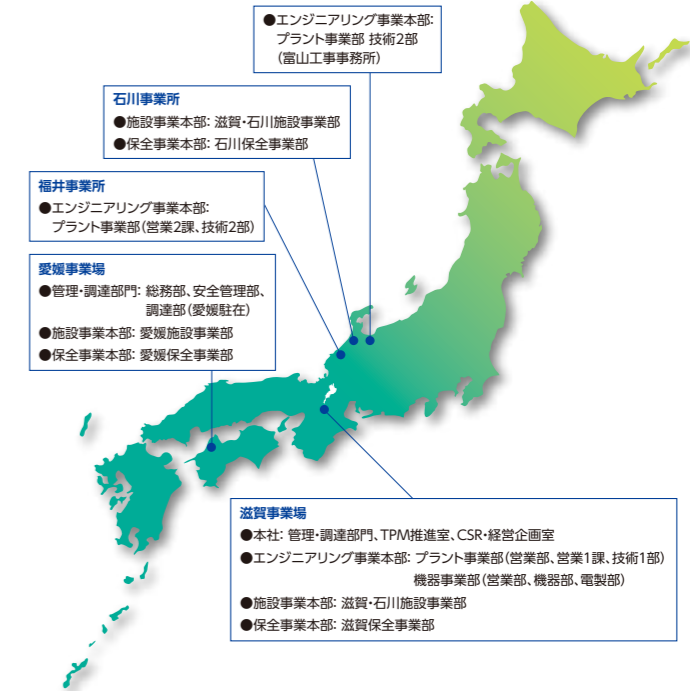 ●エンジニアリング事業本部:
プラント事業部 技術2部
(富山工事事務所)
石川事業所
●施設事業本部: 滋賀・石川施設事業部
●保全事業本部: 石川保全事業部
福井事業所
●エンジニアリング事業本部:
プラント事業部(営業2課、技術2部)
愛媛事業場
●管理・調達部門: 総務部、安全管理部、
調達部(愛媛駐在)
●施設事業本部: 愛媛施設事業部
●保全事業本部: 愛媛保全事業部
滋賀事業場
●本社: 管理・調達部門、TPM推進室、CSR・経営企画室
●エンジニアリング事業本部: プラント事業部(営業部、営業1課、技術1部)
機器事業部(営業部、機器部、電製部)
●施設事業本部: 滋賀・石川施設事業部
●保全事業本部: 滋賀保全事業部